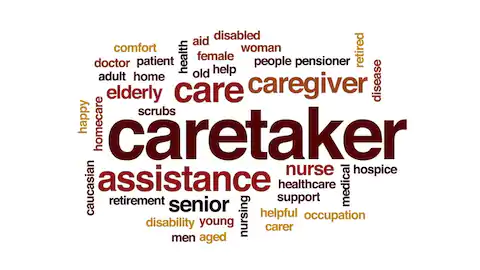 disabled
aid
woman
comfort
health
female
retired
doctor patient
people pensioner
adult home
old help
disease
elderly
care
caregiver
happy
homecare
scrubs
caretaker
caucasian
assistance
nurse
medical
hospice
healthcare
retirement
senior
nursing
support
disability young
helpful occupation
men aged
carer